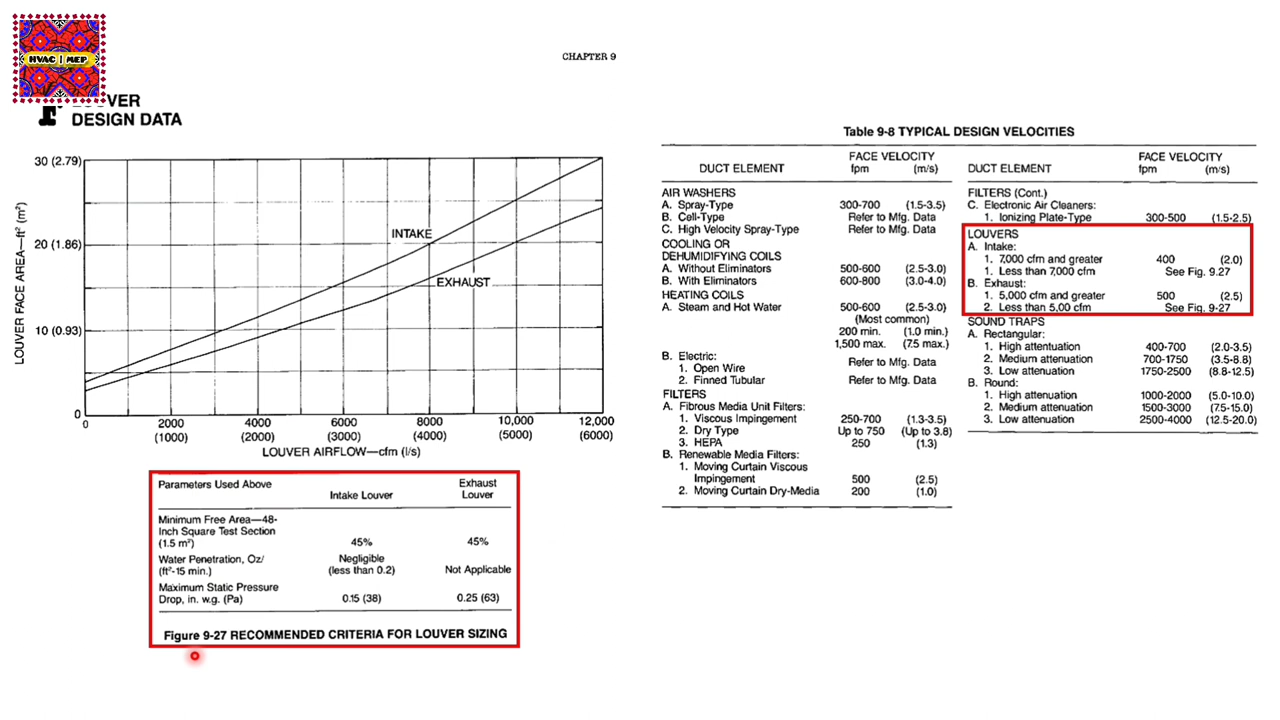 HVAC | MEP
CHAPTER 9
LOUVER
DESIGN DATA
30 (2.79)
20 (1.86)
10 (0.93)
0
LOUVER FACE AREA—ft² (m²)
INTAKE
EXHAUST
0 2000 4000 6000 8000 10,000 12,000
(1000) (2000) (3000) (4000) (5000) (6000)
LOUVER AIRFLOW—cfm (l/s)
Parameters Used Above Intake Louver Exhaust Louver
Minimum Free Area—48-
Inch Square Test Section
(1.5 m²) 45% 45%
Water Penetration, Oz/ Negligible
(ft²-15 min.) (less than 0.2) Not Applicable
Maximum Static Pressure
Drop, in. w.g. (Pa) 0.15 (38) 0.25 (63)
Figure 9-27 RECOMMENDED CRITERIA FOR LOUVER SIZING
Table 9-8 TYPICAL DESIGN VELOCITIES
FACE VELOCITY
DUCT ELEMENT fpm (m/s)
AIR WASHERS
A. Spray-Type 300-700 (1.5-3.5)
B. Cell-Type Refer to Mfg. Data
C. High Velocity Spray-Type Refer to Mfg. Data
COOLING OR
DEHUMIDIFYING COILS
A. Without Eliminators 500-600 (2.5-3.0)
B. With Eliminators 600-800 (3.0-4.0)
HEATING COILS
A. Steam and Hot Water 500-600 (2.5-3.0)
(Most common)
200 min. (1.0 min.)
1,500 max. (7.5 max.)
B. Electric: Refer to Mfg. Data
1. Open Wire
2. Finned Tubular Refer to Mfg. Data
FILTERS
A. Fibrous Media Unit Filters:
1. Viscous Impingement 250-700 (1.3-3.5)
2. Dry Type Up to 750 (Up to 3.8)
3. HEPA 250 (1.3)
B. Renewable Media Filters:
1. Moving Curtain Viscous
Impingement 500 (2.5)
2. Moving Curtain Dry-Media 200 (1.0)
FACE VELOCITY
DUCT ELEMENT fpm (m/s)
FILTERS (Cont.)
C. Electronic Air Cleaners:
1. Ionizing Plate-Type 300-500 (1.5-2.5)
LOUVERS
A. Intake:
1. 7,000 cfm and greater 400 (2.0)
1. Less than 7,000 cfm See Fig. 9.27
B. Exhaust:
1. 5,000 cfm and greater 500 (2.5)
2. Less than 5,00 cfm See Fig. 9-27
SOUND TRAPS
A. Rectangular:
1. High attentuation 400-700 (2.0-3.5)
2. Medium attenuation 700-1750 (3.5-8.8)
3. Low attenuation 1750-2500 (8.8-12.5)
B. Round:
1. High attenuation 1000-2000 (5.0-10.0)
2. Medium attenuation 1500-3000 (7.5-15.0)
3. Low attenuation 2500-4000 (12.5-20.0)